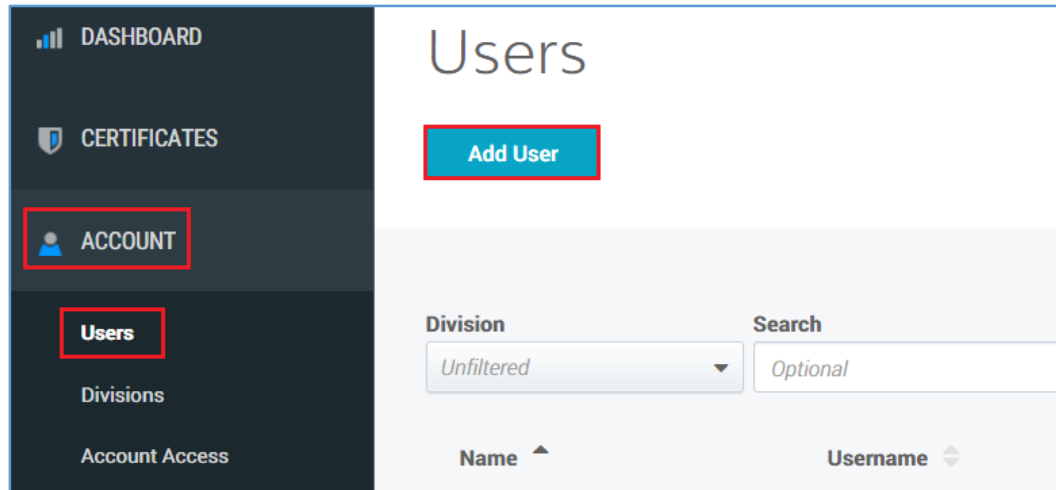 DASHBOARD
CERTIFICATES
ACCOUNT
Users
Divisions
Account Access
Users
Add User
Division
Search
Unfiltered
Optional
Name
Username